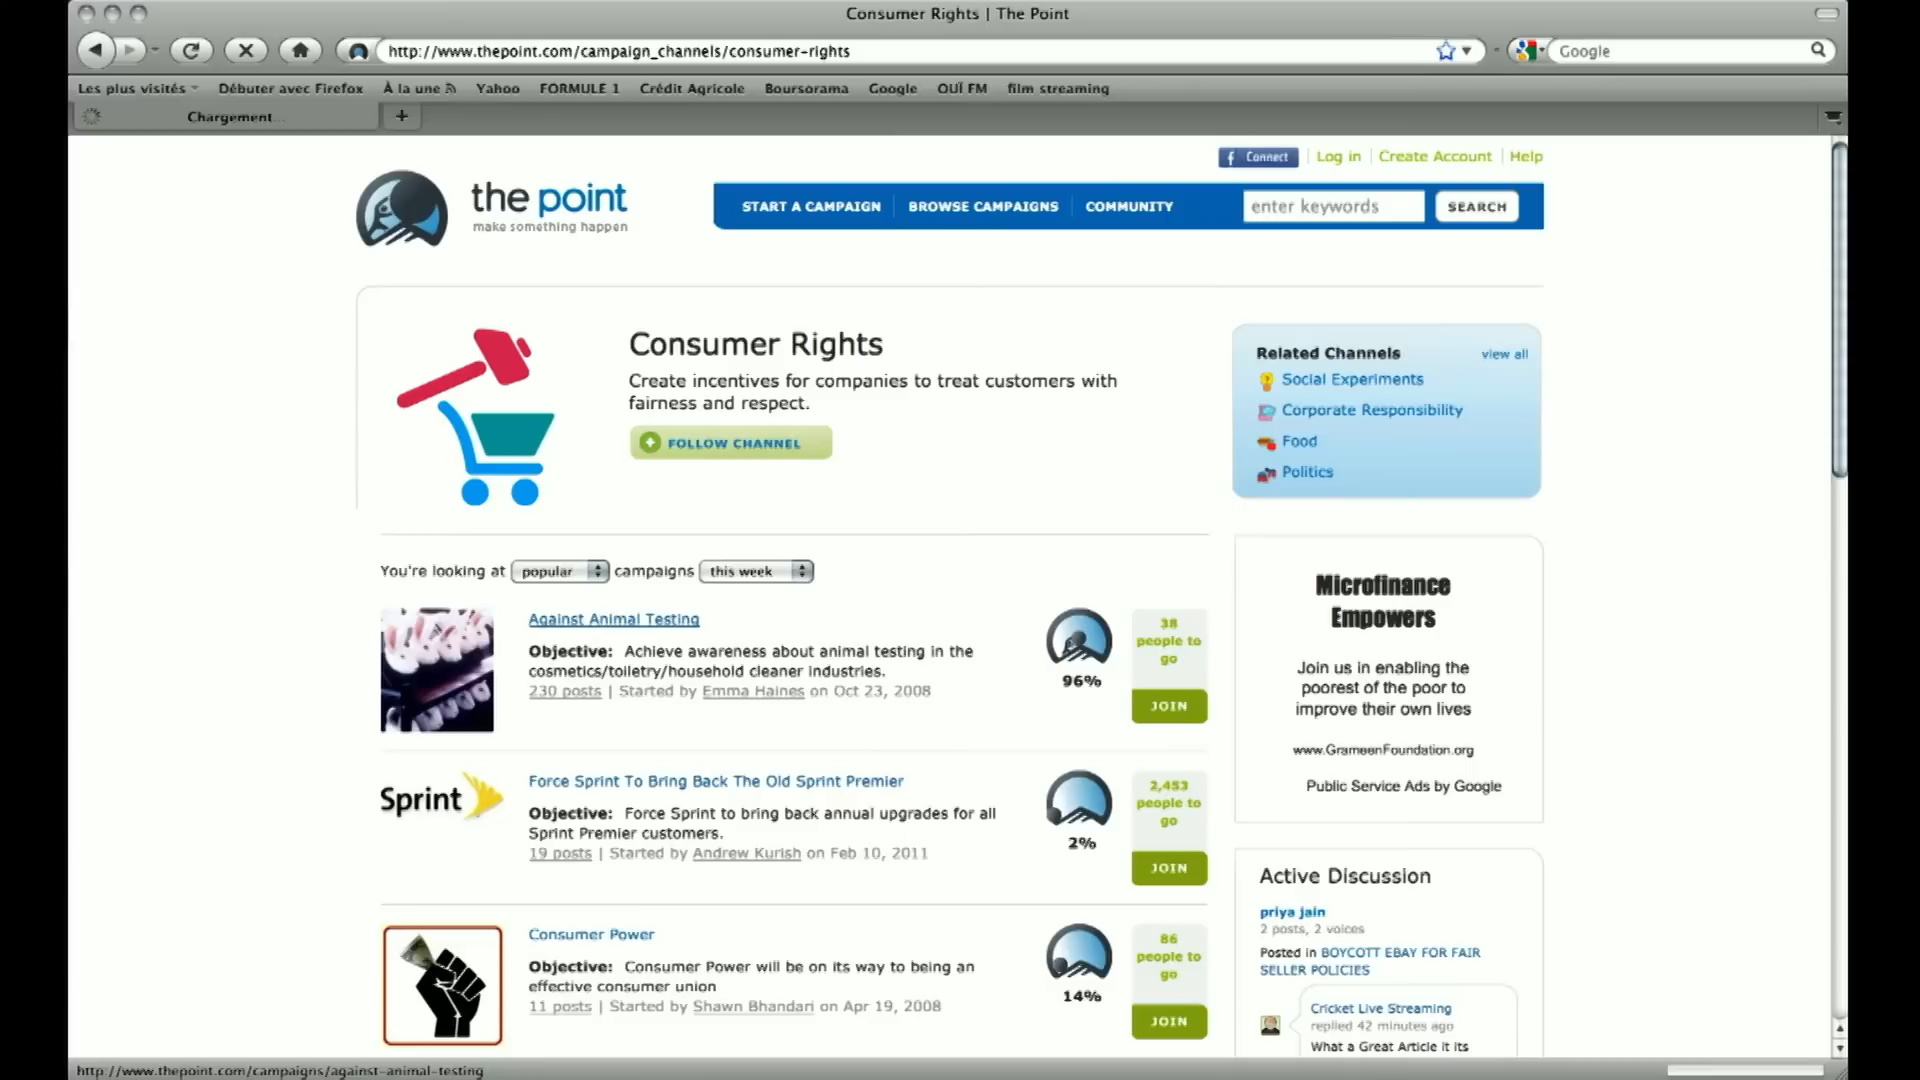 Consumer Rights | The Point
http://www.thepoint.com/campaign_channels/consumer-rights
Google
Les plus visités
Débuter avec Firefox
À la une
Yahoo
FORMULE 1
Crédit Agricole
Boursorama
Google
OUÏ FM
film streaming
Chargement...
+
f Connect
Log in
Create Account
Help
the point
make something happen
START A CAMPAIGN
BROWSE CAMPAIGNS
COMMUNITY
enter keywords
SEARCH
Consumer Rights
Create incentives for companies to treat customers with
fairness and respect.
FOLLOW CHANNEL
Related Channels
view all
Social Experiments
Corporate Responsibility
Food
Politics
You're looking at popular campaigns this week
Against Animal Testing
Objective: Achieve awareness about animal testing in the
cosmetics/toiletry/household cleaner industries.
230 posts | Started by Emma Haines on Oct 23, 2008
96%
38
people to
go
JOIN
Sprint
Force Sprint To Bring Back The Old Sprint Premier
Objective: Force Sprint to bring back annual upgrades for all
Sprint Premier customers.
19 posts | Started by Andrew Kurish on Feb 10, 2011
2%
2,453
people to
go
JOIN
Consumer Power
Objective: Consumer Power will be on its way to being an
effective consumer union
11 posts | Started by Shawn Bhandari on Apr 19, 2008
14%
86
people to
go
JOIN
Microfinance
Empowers
Join us in enabling the
poorest of the poor to
improve their own lives
www.GrameenFoundation.org
Public Service Ads by Google
Active Discussion
priya jain
2 posts, 2 voices
Posted in BOYCOTT EBAY FOR FAIR
SELLER POLICIES
Cricket Live Streaming
replied 42 minutes ago
What a Great Article it its
http://www.thepoint.com/campaigns/against-animal-testing